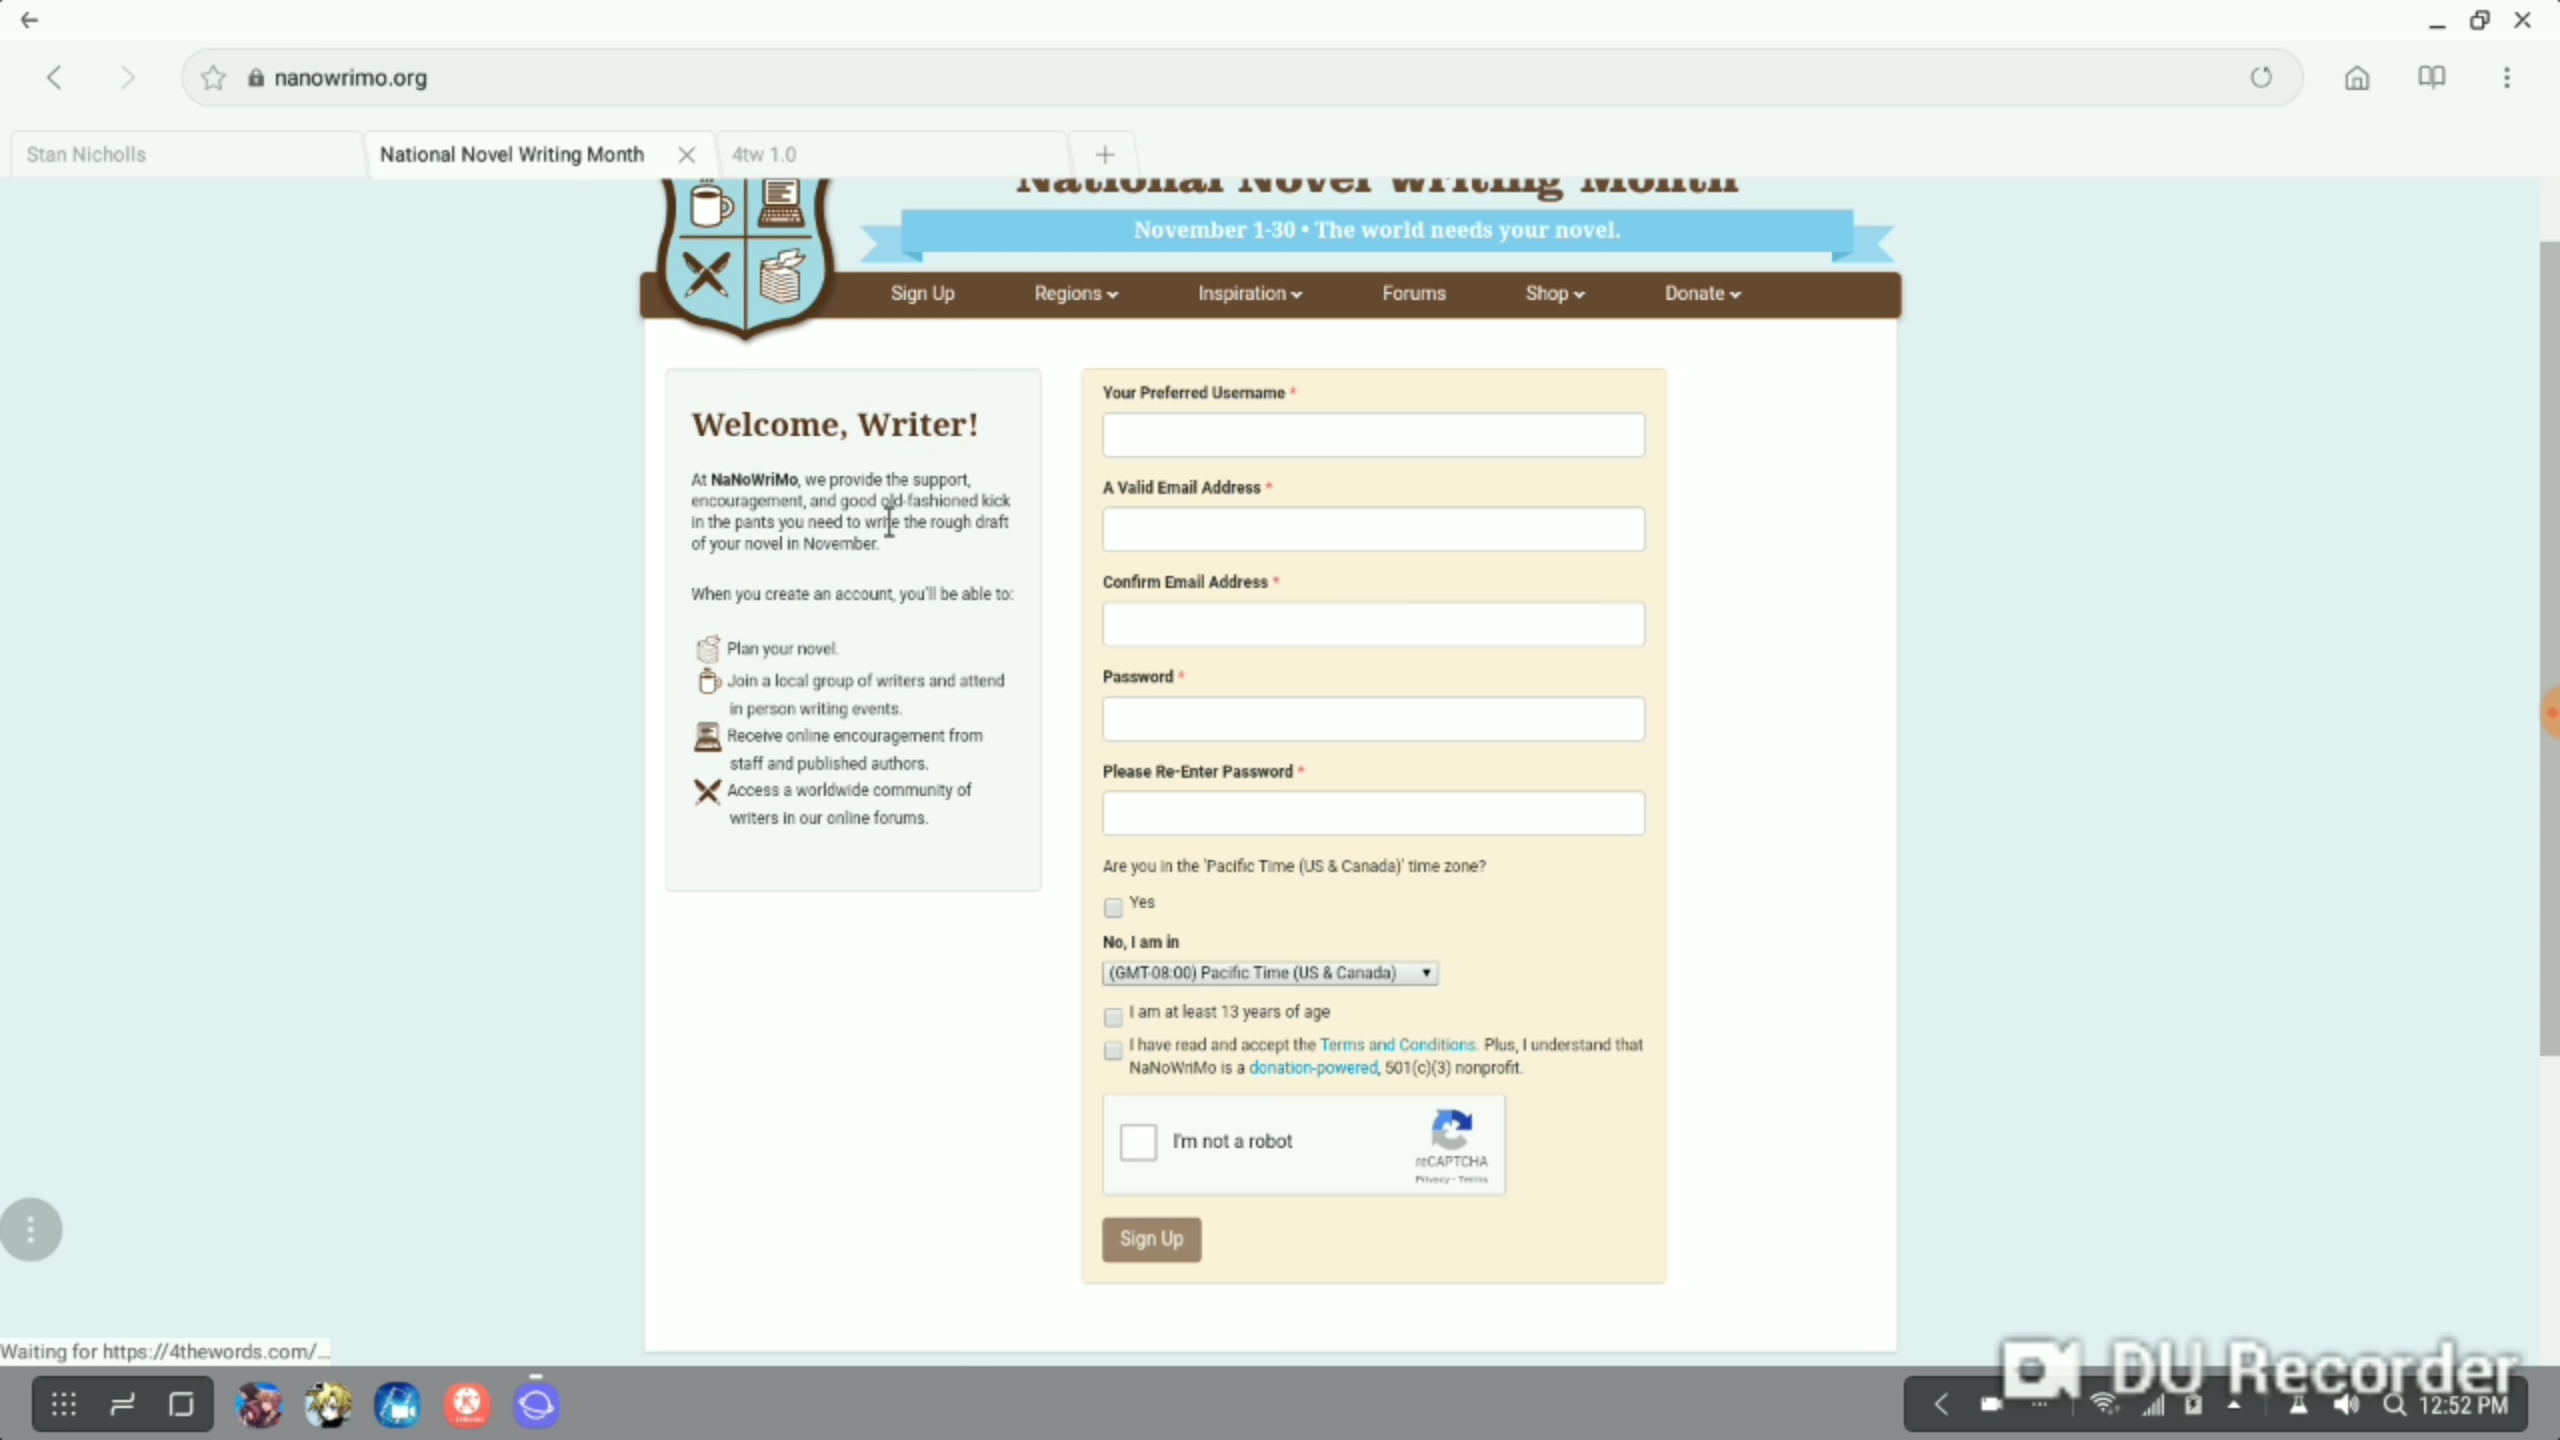 nanowrimo.org
Stan Nicholls
National Novel Writing Month
4tw 1.0
National Novel Writing Month
November 1-30 • The world needs your novel.
Sign Up
Regions
Inspiration
Forums
Shop
Donate
Welcome, Writer!
At NaNoWriMo, we provide the support,
encouragement, and good old-fashioned kick
in the pants you need to write the rough draft
of your novel in November.
When you create an account, you'll be able to:
Plan your novel.
Join a local group of writers and attend
in person writing events.
Receive online encouragement from
staff and published authors.
Access a worldwide community of
writers in our online forums.
Your Preferred Username *
A Valid Email Address *
Confirm Email Address *
Password *
Please Re-Enter Password *
Are you in the 'Pacific Time (US & Canada)' time zone?
Yes
No, I am in
(GMT-08:00) Pacific Time (US & Canada)
I am at least 13 years of age
I have read and accept the Terms and Conditions. Plus, I understand that
NaNoWriMo is a donation-powered, 501(c)(3) nonprofit.
I'm not a robot
reCAPTCHA
Privacy - Terms
Sign Up
Waiting for https://4thewords.com/...
DU Recorder
12:52 PM